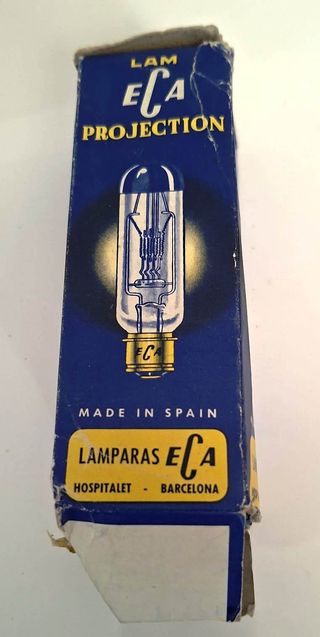 LAM
ECA
PROJECTION
ECA
MADE IN SPAIN
LAMPARAS ECA
HOSPITALET - BARCELONA